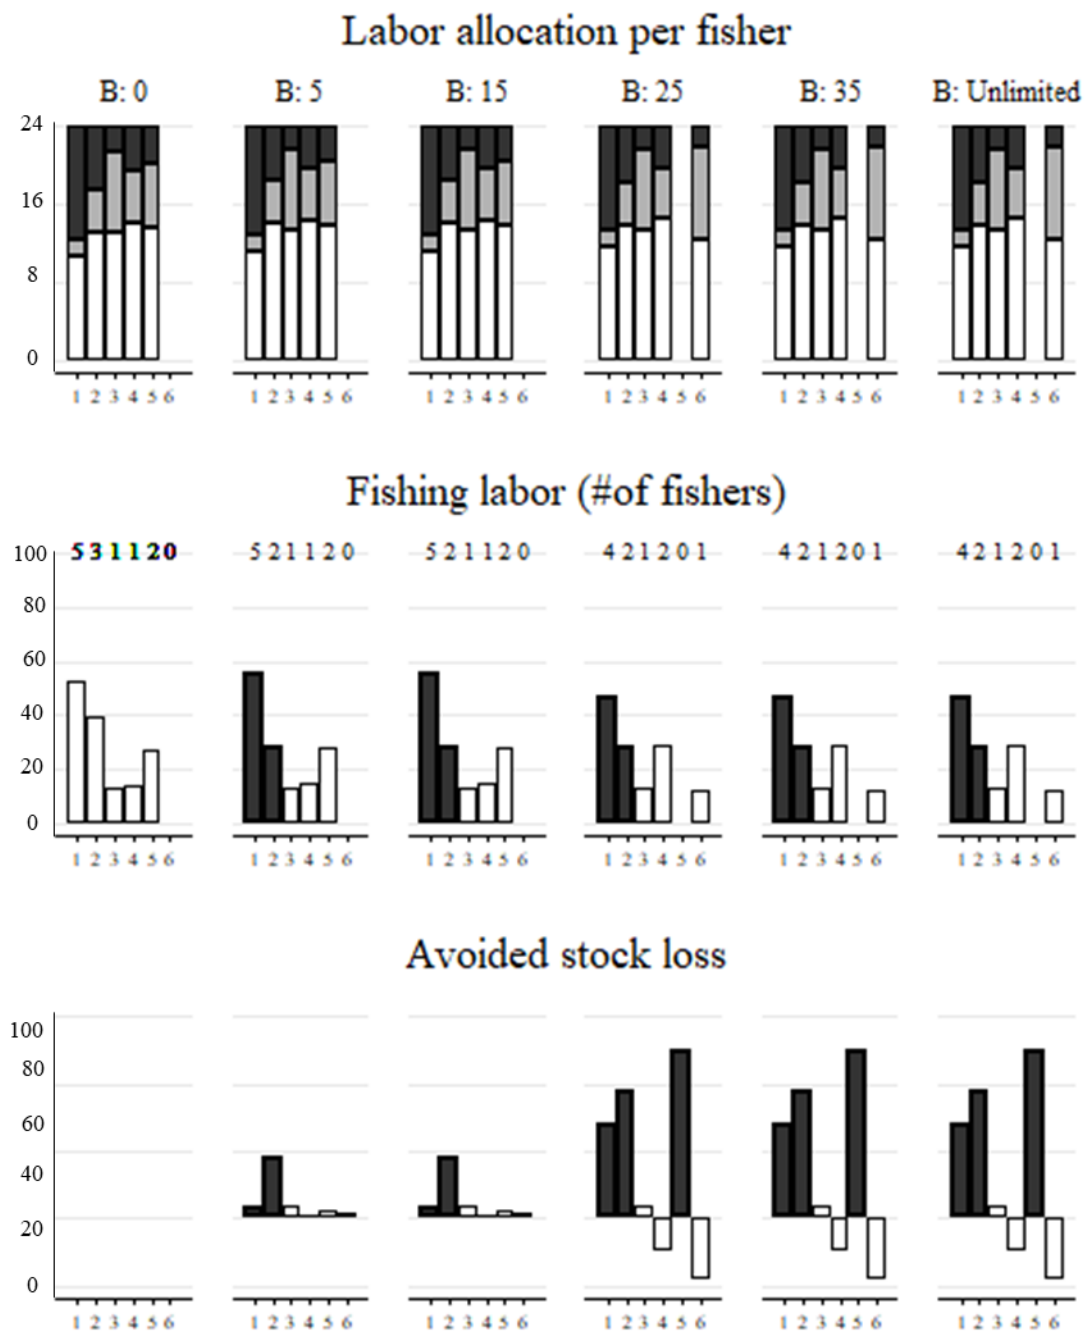 Labor allocation per fisher
B: 0 B: 5 B: 15 B: 25 B: 35 B: Unlimited
24
16
8
0
1 2 3 4 5 6 1 2 3 4 5 6 1 2 3 4 5 6 1 2 3 4 5 6 1 2 3 4 5 6 1 2 3 4 5 6
Fishing labor (#of fishers)
100 5 3 1 1 2 0 5 2 1 1 2 0 5 2 1 1 2 0 4 2 1 2 0 1 4 2 1 2 0 1 4 2 1 2 0 1
80
60
40
20
0
1 2 3 4 5 6 1 2 3 4 5 6 1 2 3 4 5 6 1 2 3 4 5 6 1 2 3 4 5 6 1 2 3 4 5 6
Avoided stock loss
100
80
60
40
20
0
1 2 3 4 5 6 1 2 3 4 5 6 1 2 3 4 5 6 1 2 3 4 5 6 1 2 3 4 5 6 1 2 3 4 5 6